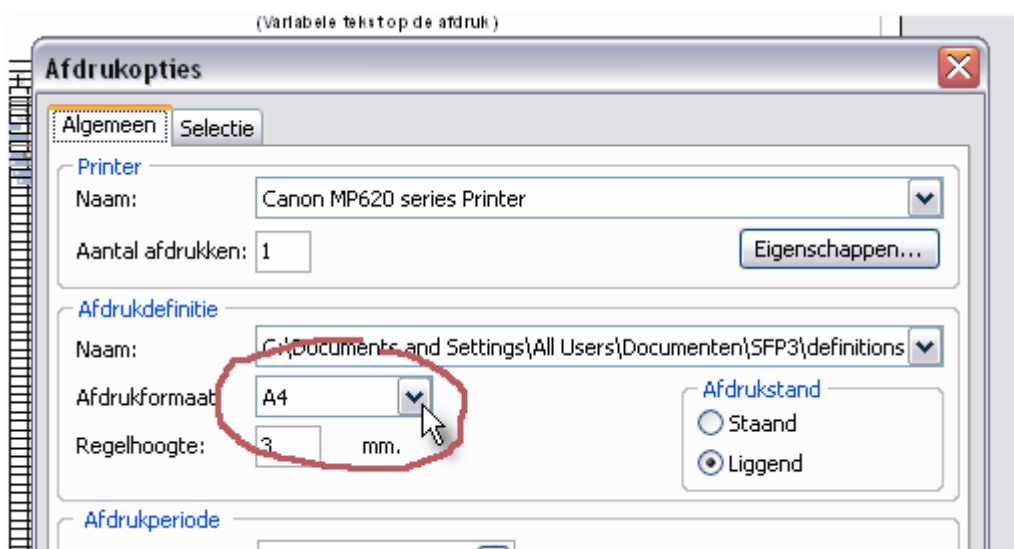 (Variabele tekst op de afdruk)
Afdrukopties
Algemeen Selectie
Printer
Naam: Canon MP620 series Printer
Aantal afdrukken: 1 Eigenschappen...
Afdrukdefinitie
Naam: C:\Documents and Settings\All Users\Documenten\SFP3\definitions
Afdrukformaat A4
Afdrukstand
Staand
Regelhoogte: 3 mm.
Liggend
Afdrukperiode